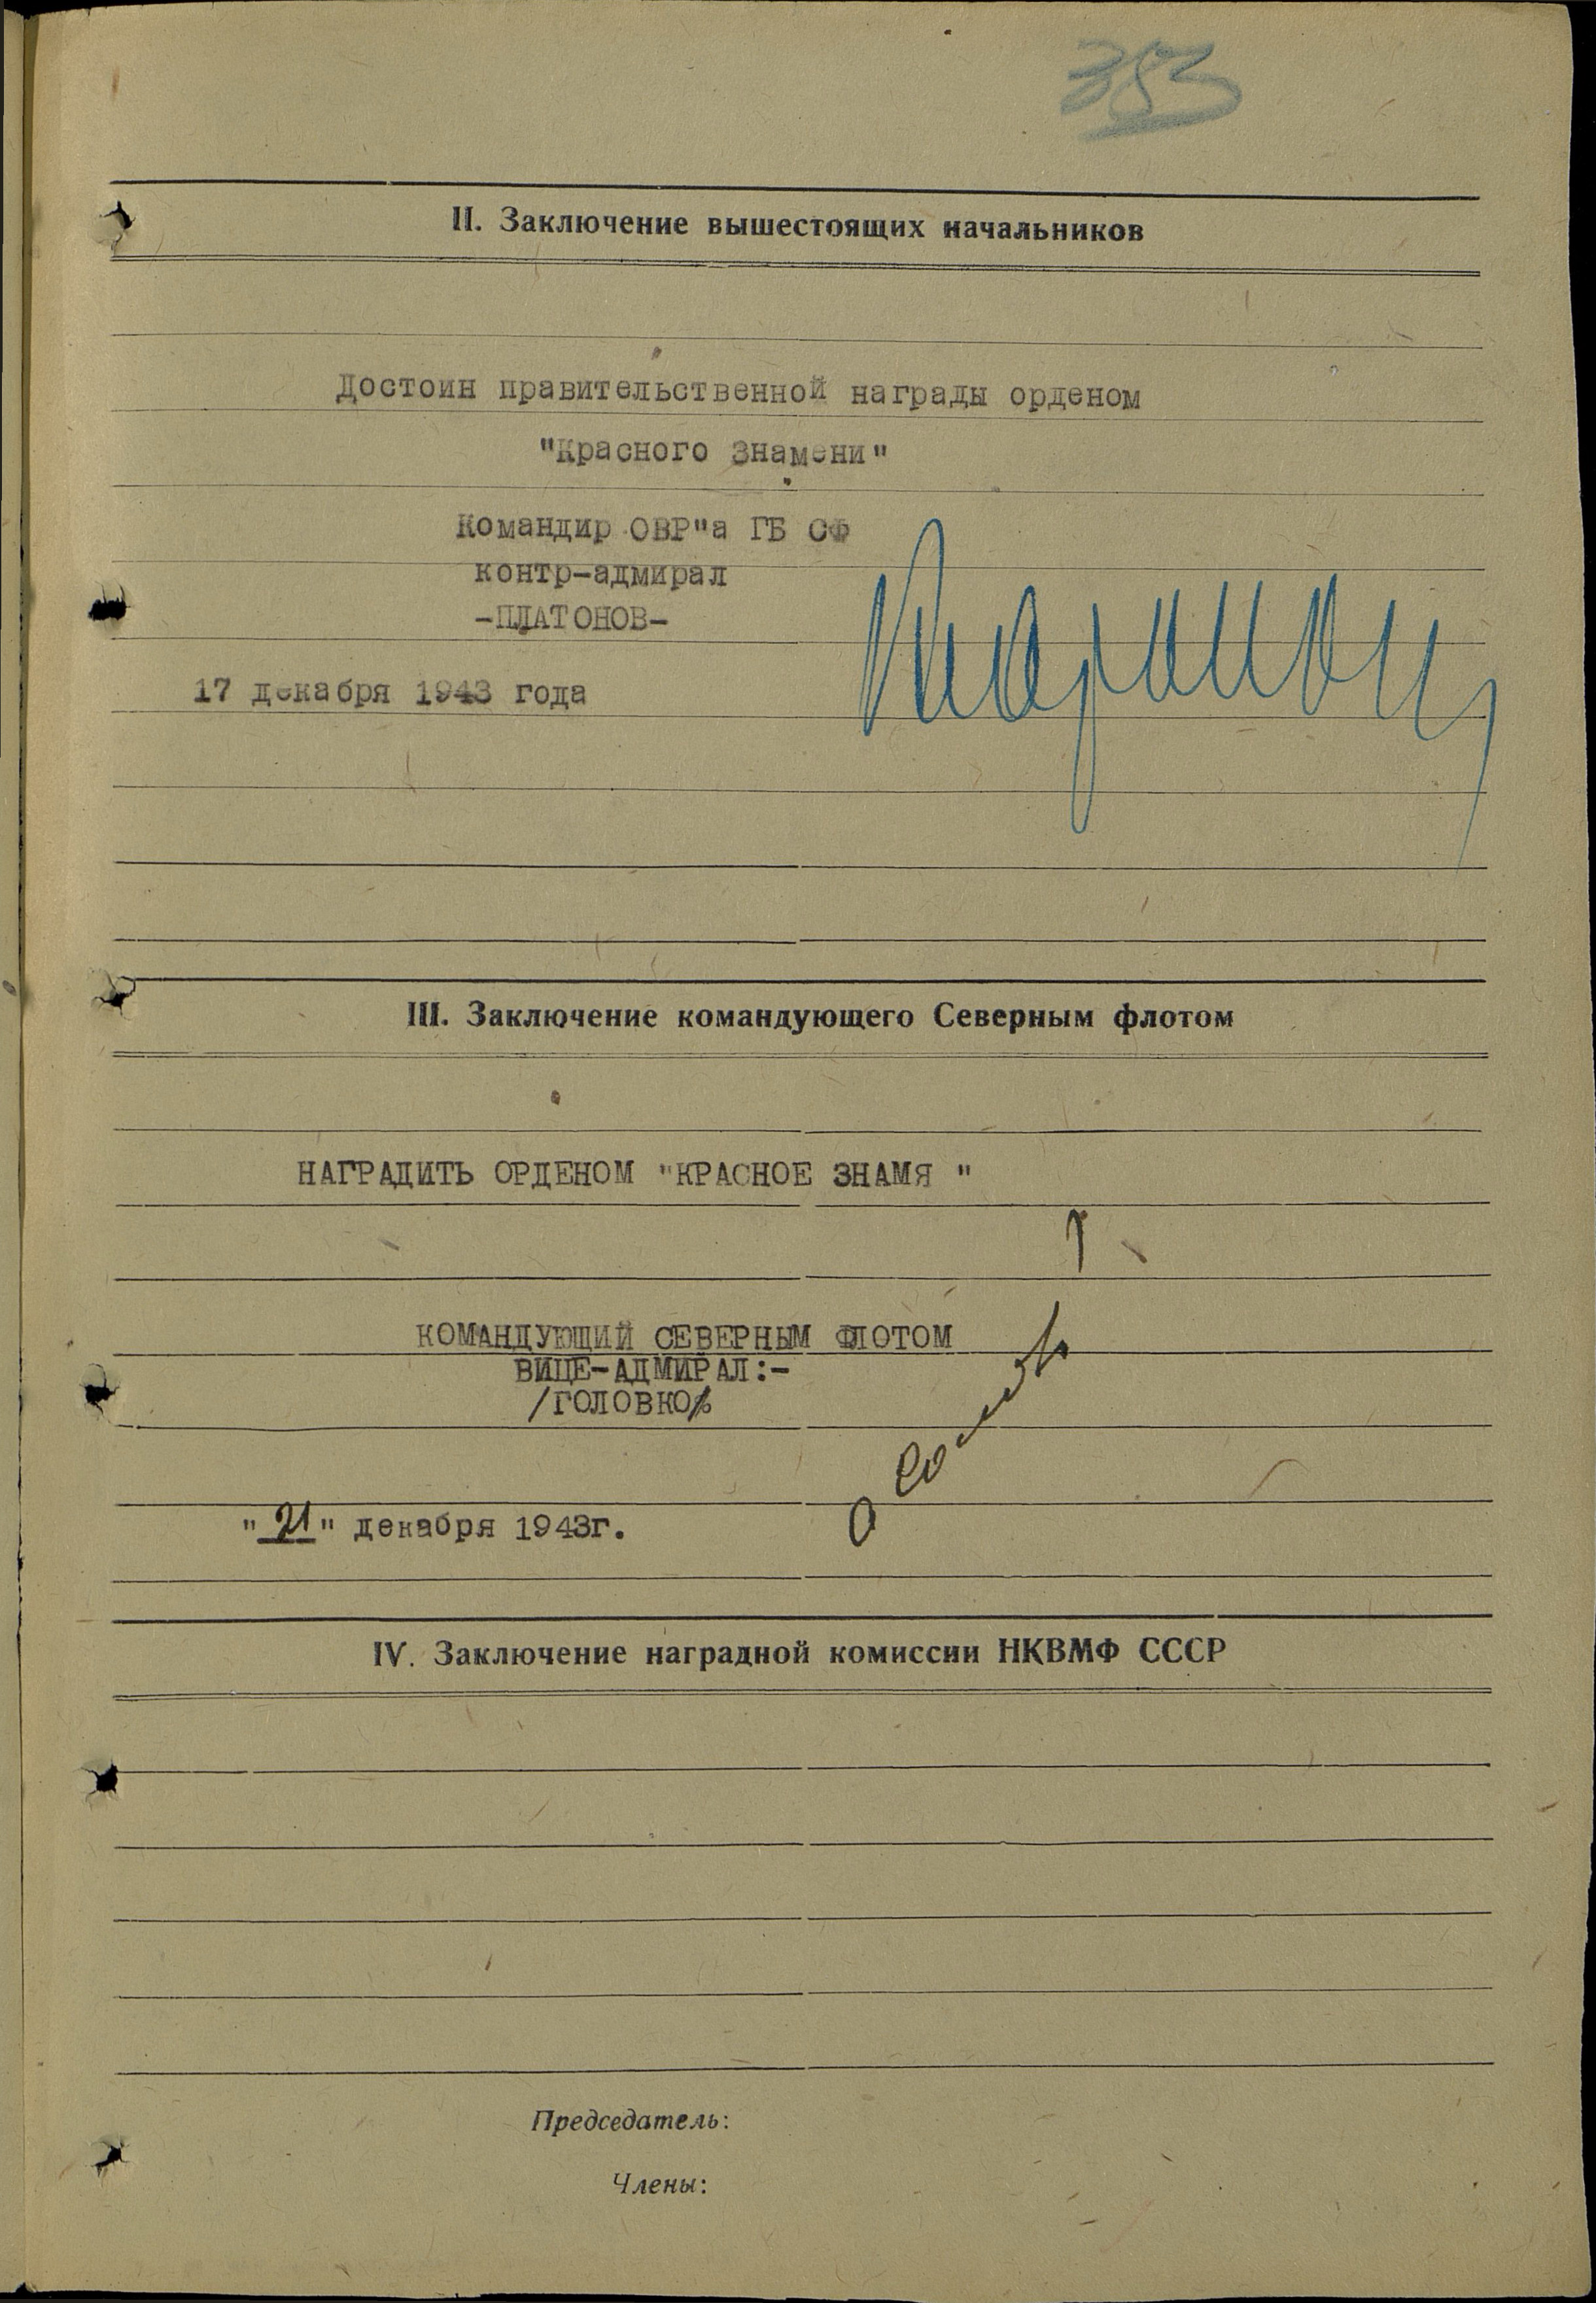 353
II. Заключение вышестоящих начальников
Достоин правительственной награды орденом
"Красного Знамени"
Командир ОВР"а ГБ СФ
контр-адмирал
-ПЛАТОНОВ-
17 декабря 1943 года
III. Заключение командующего Северным флотом
НАГРАДИТЬ ОРДЕНОМ "КРАСНОЕ ЗНАМЯ "
КОМАНДУЮЩИЙ СЕВЕРНЫМ ФЛОТОМ
ВИЦЕ-АДМИРАЛ:-
/ГОЛОВКО/
"21" декабря 1943г.
IV. Заключение наградной комиссии НКВМФ СССР
Председатель:
Члены: